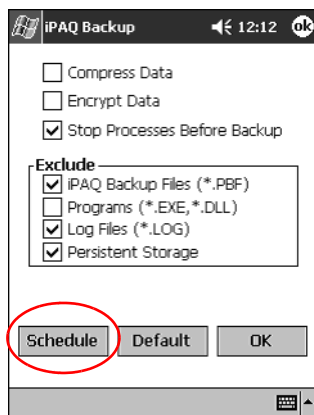 iPAQ Backup 12:12 ok
Compress Data
Encrypt Data
Stop Processes Before Backup
Exclude
iPAQ Backup Files (*.PBF)
Programs (*.EXE,*.DLL)
Log Files (*.LOG)
Persistent Storage
Schedule Default OK